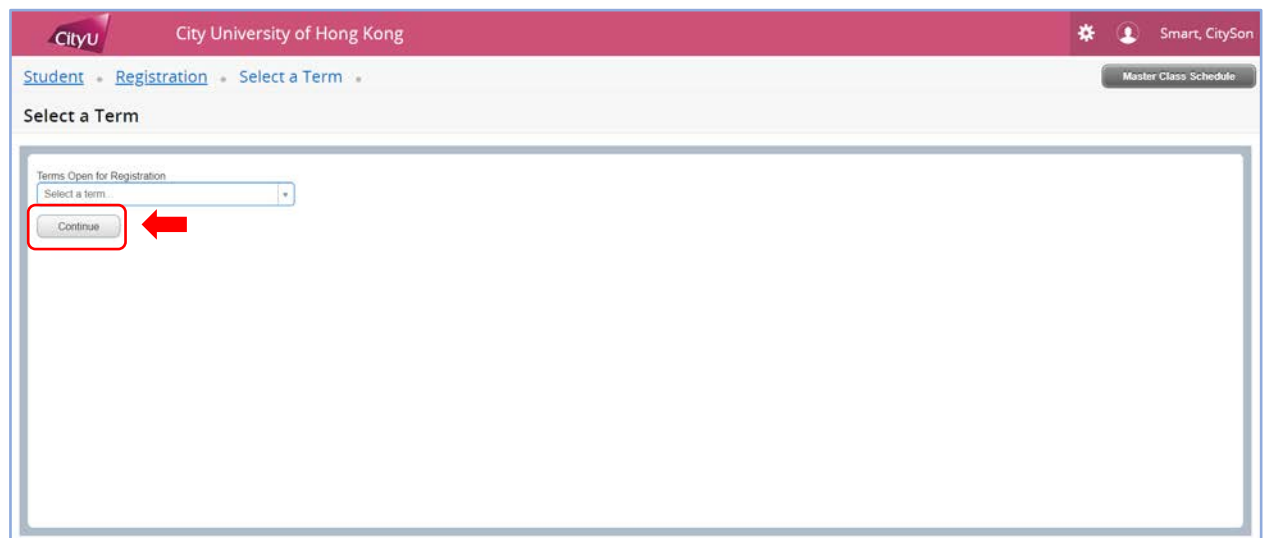 CityU City University of Hong Kong Smart, CitySon
Student Registration Select a Term Master Class Schedule
Select a Term
Terms Open for Registration
Select a term...
Continue